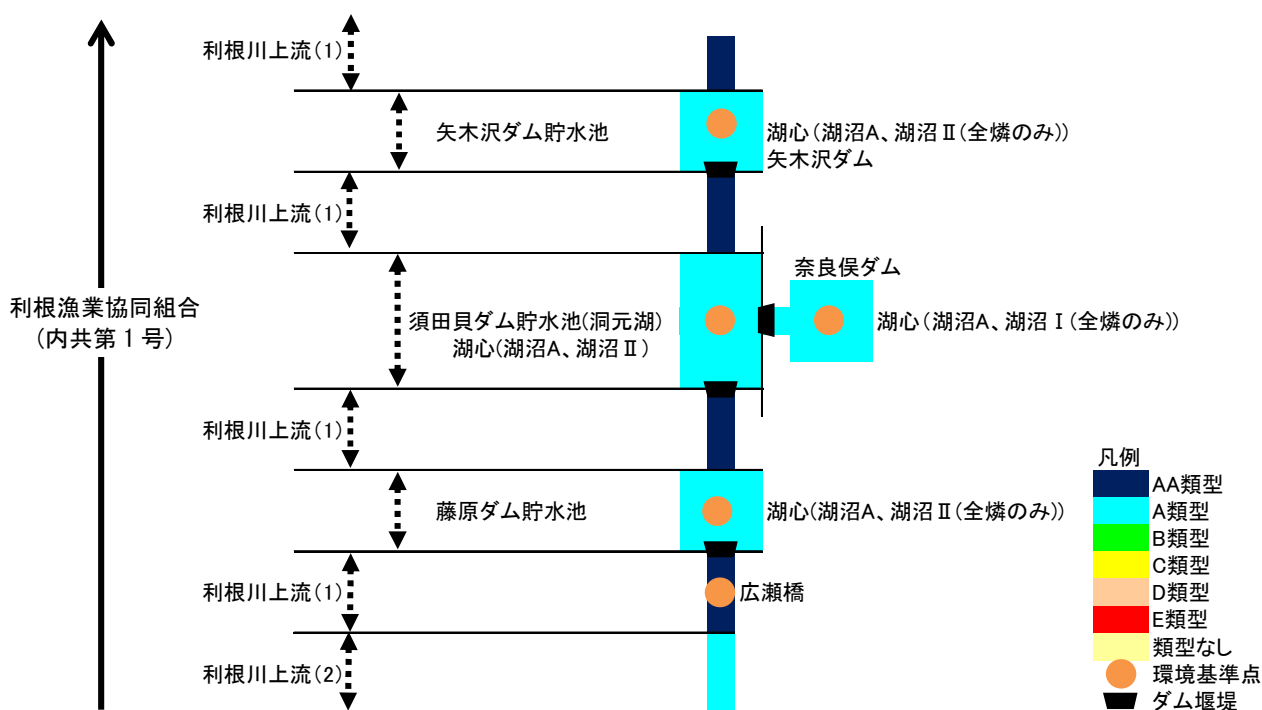 利根川上流(1)
矢木沢ダム貯水池
湖心(湖沼A、湖沼Ⅱ(全燐のみ))
矢木沢ダム
利根川上流(1)
奈良俣ダム
利根漁業協同組合
(内共第1号)
須田貝ダム貯水池(洞元湖)
湖心(湖沼A、湖沼Ⅱ)
湖心(湖沼A、湖沼Ⅰ(全燐のみ))
利根川上流(1)
藤原ダム貯水池
湖心(湖沼A、湖沼Ⅱ(全燐のみ))
利根川上流(1)
広瀬橋
利根川上流(2)
凡例
AA類型
A類型
B類型
C類型
D類型
E類型
類型なし
環境基準点
ダム堰堤